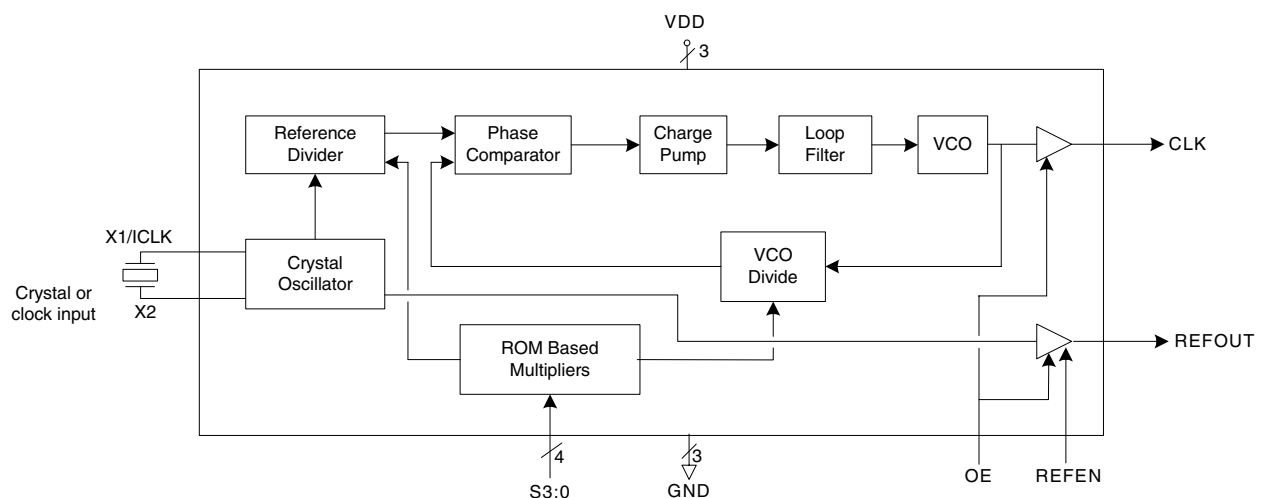 VDD
3
Reference
Divider
Phase
Comparator
Charge
Pump
Loop
Filter
VCO
CLK
X1/ICLK
Crystal
Oscillator
VCO
Divide
Crystal or
clock input
X2
ROM Based
Multipliers
REFOUT
4
3
S3:0
GND
OE
REFEN